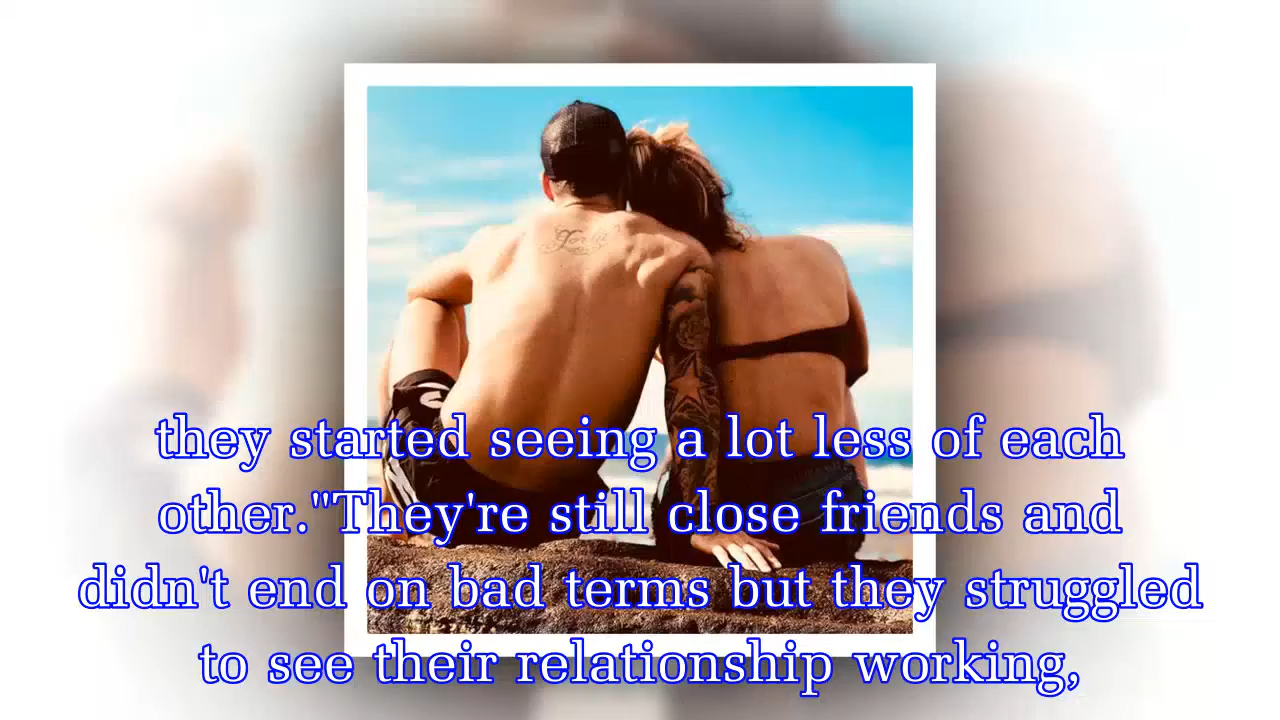 they started seeing a lot less of each
other."They're still close friends and
didn't end on bad terms but they struggled
to see their relationship working,